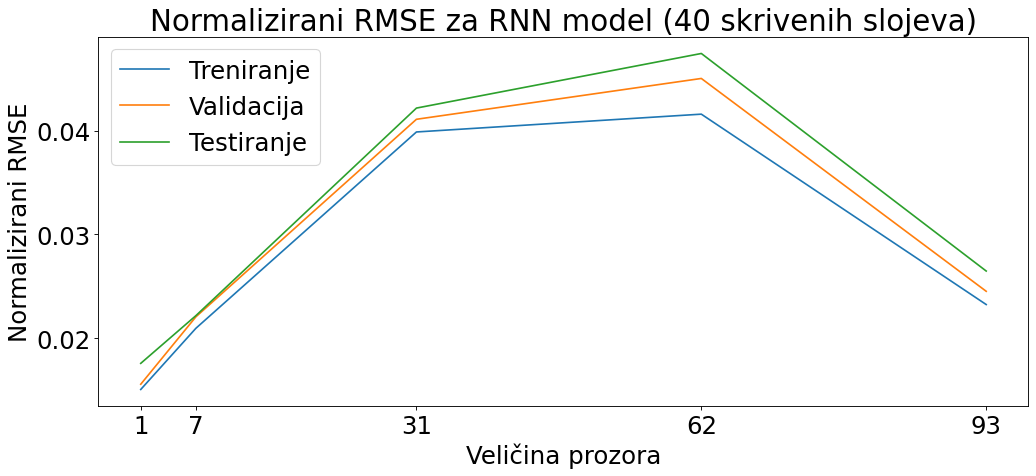 Normalizirani RMSE za RNN model (40 skrivenih slojeva)
Treniranje
Validacija
Testiranje
Normalizirani RMSE
0.04
0.03
0.02
1 7 31 62 93
Veličina prozora